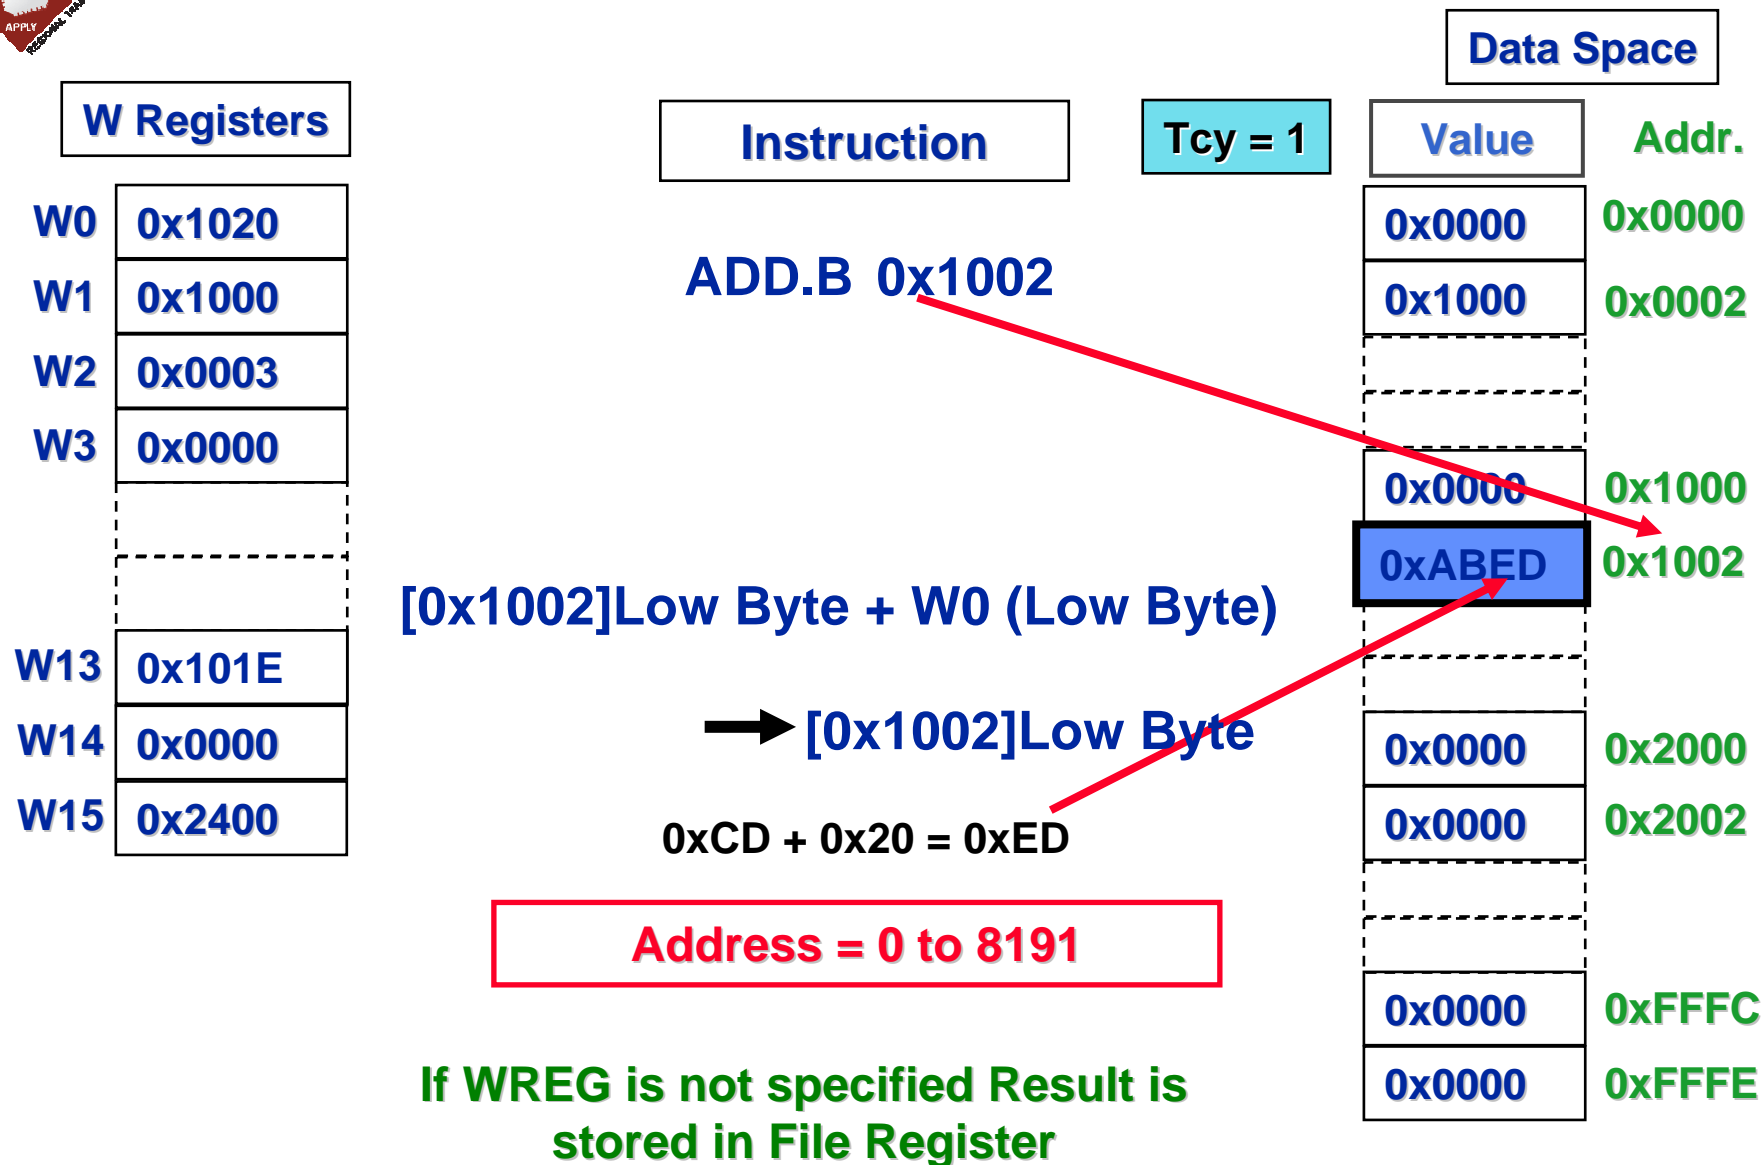 APPLY
REGIONAL TRA
Data Space
W Registers
Instruction
Tcy = 1
Value
Addr.
W0 0x1020
0x0000 0x0000
ADD.B 0x1002
W1 0x1000
0x1000 0x0002
W2 0x0003
W3 0x0000
0x0000 0x1000
0xABED 0x1002
[0x1002]Low Byte + W0 (Low Byte)
W13 0x101E
[0x1002]Low Byte
W14 0x0000
0x0000 0x2000
W15 0x2400
0x0000 0x2002
0xCD + 0x20 = 0xED
Address = 0 to 8191
0x0000 0xFFFC
If WREG is not specified Result is
0x0000 0xFFFE
stored in File Register